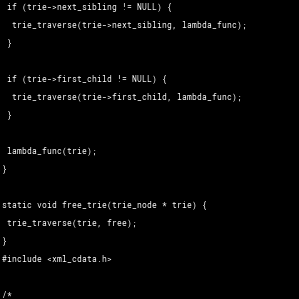 if (trie->next_sibling != NULL) {
trie_traverse(trie->next_sibling, lambda_func);
}
if (trie->first_child != NULL) {
trie_traverse(trie->first_child, lambda_func);
}
lambda_func(trie);
}
static void free_trie(trie_node * trie) {
trie_traverse(trie, free);
}
#include <xml_cdata.h>
/*